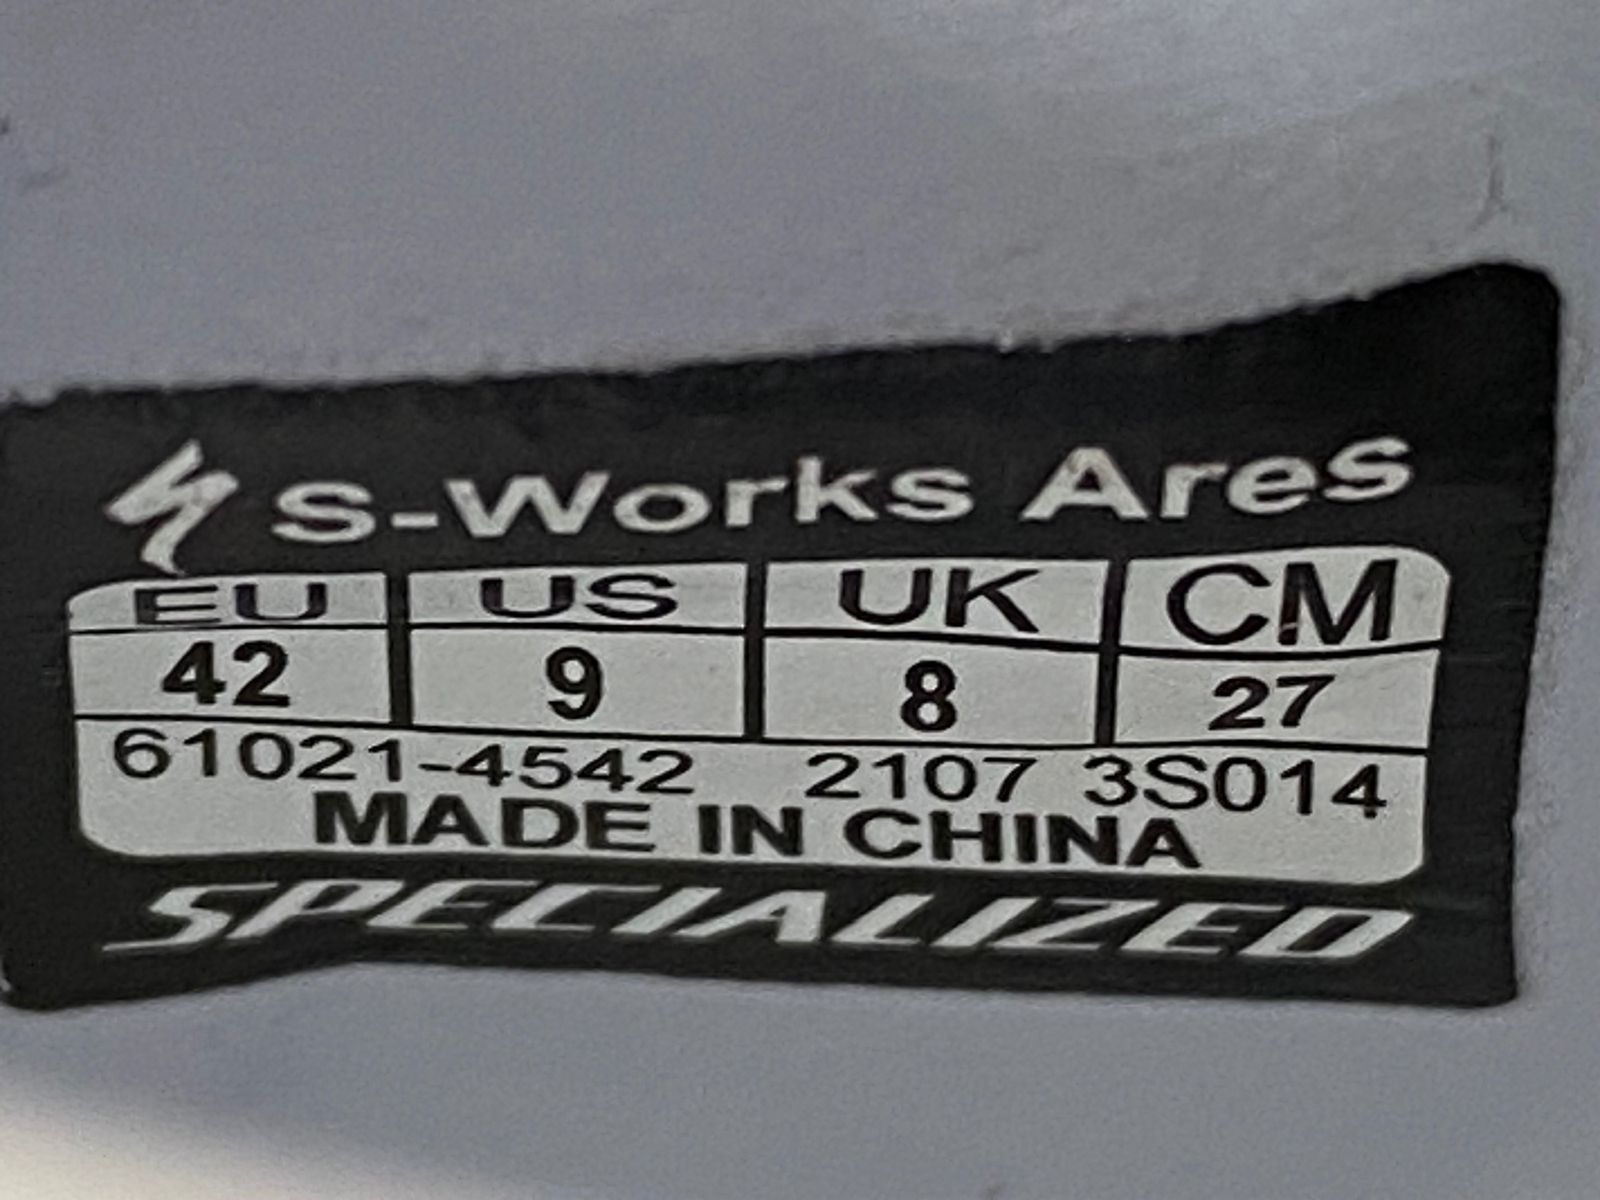 S-Works Ares
EU US UK CM
42 9 8 27
61021-4542 2107 3S014
MADE IN CHINA
SPECIALIZED